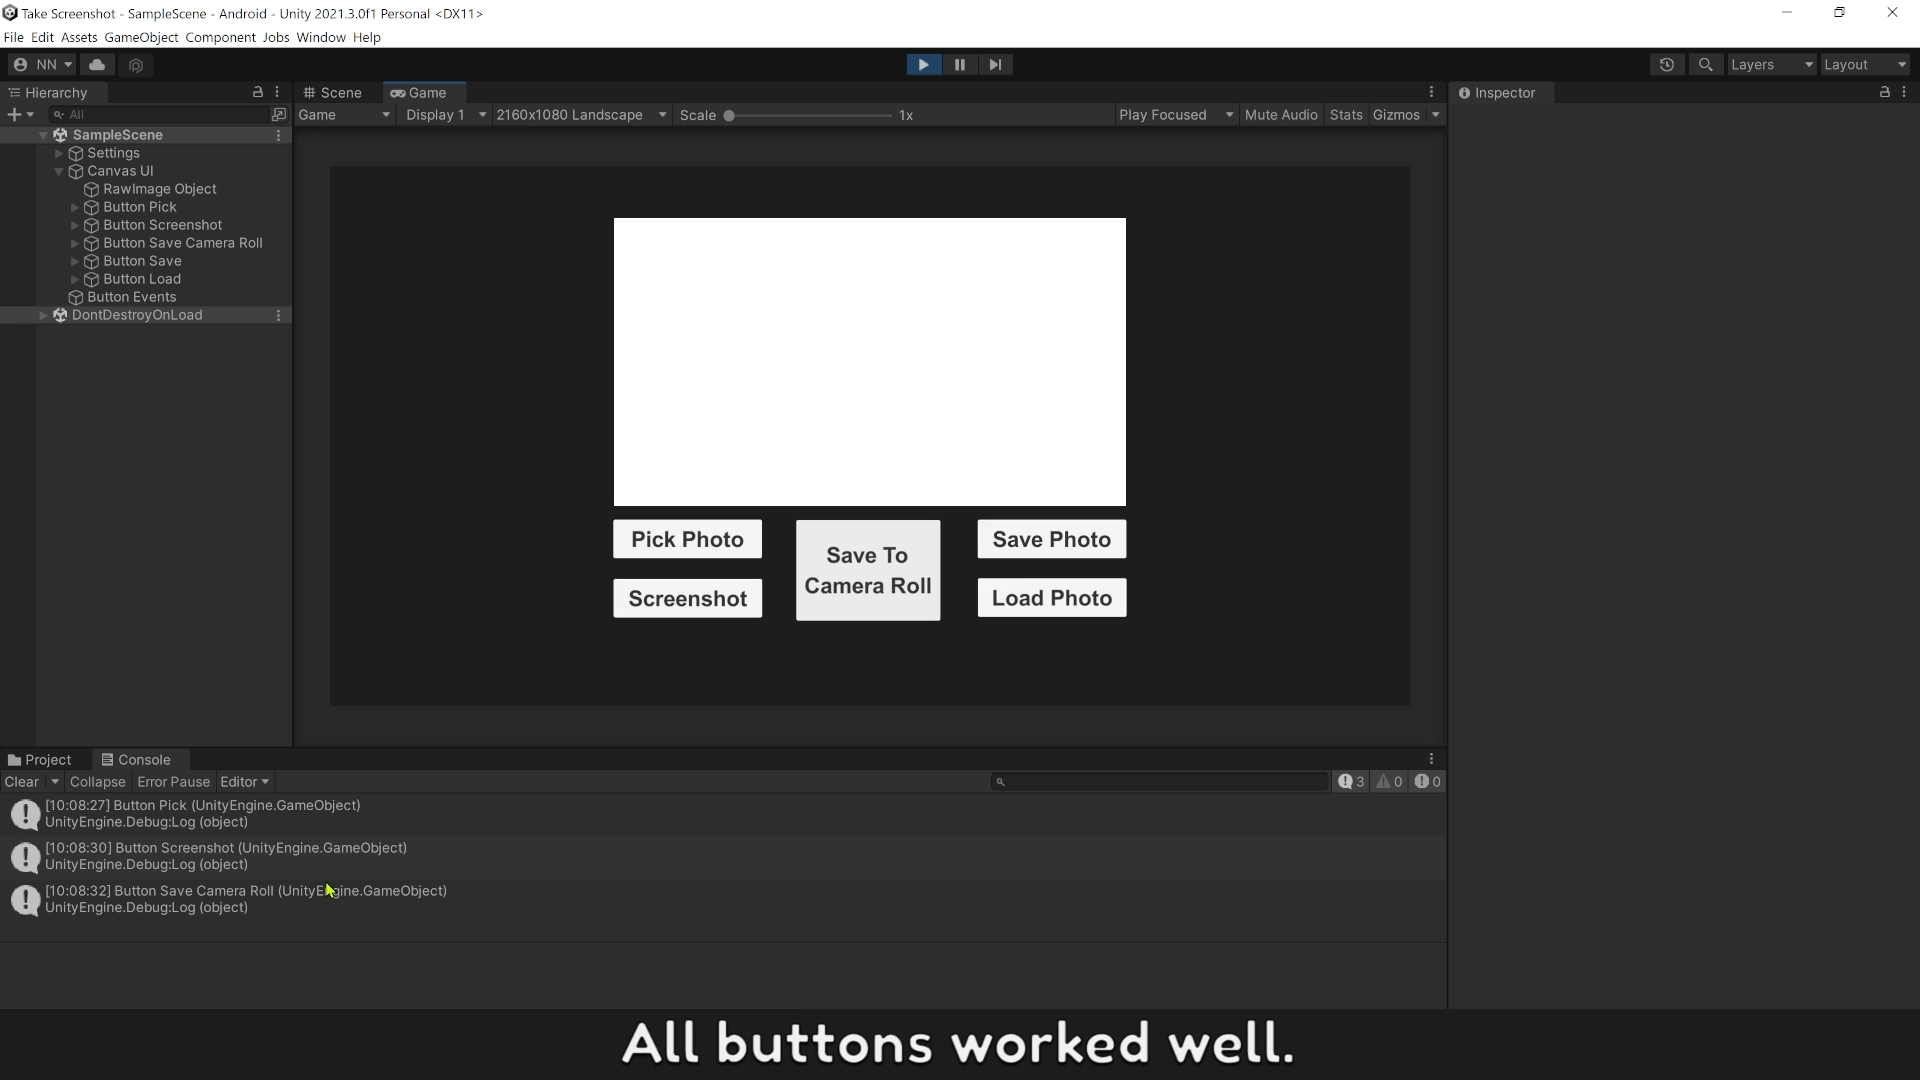 Take Screenshot - SampleScene - Android - Unity 2021.3.0f1 Personal <DX11>
File Edit Assets GameObject Component Jobs Window Help
NN
Layers
Layout
Hierarchy
All
SampleScene
Settings
Canvas UI
RawImage Object
Button Pick
Button Screenshot
Button Save Camera Roll
Button Save
Button Load
Button Events
DontDestroyOnLoad
Scene
Game
Game
Display 1
2160x1080 Landscape
Scale
1x
Play Focused
Mute Audio
Stats
Gizmos
Inspector
Pick Photo
Screenshot
Save To
Camera Roll
Save Photo
Load Photo
Project
Console
Clear
Collapse
Error Pause
Editor
3
0
0
[10:08:27] Button Pick (UnityEngine.GameObject)
UnityEngine.Debug:Log (object)
[10:08:30] Button Screenshot (UnityEngine.GameObject)
UnityEngine.Debug:Log (object)
[10:08:32] Button Save Camera Roll (UnityEngine.GameObject)
UnityEngine.Debug:Log (object)
All buttons worked well.